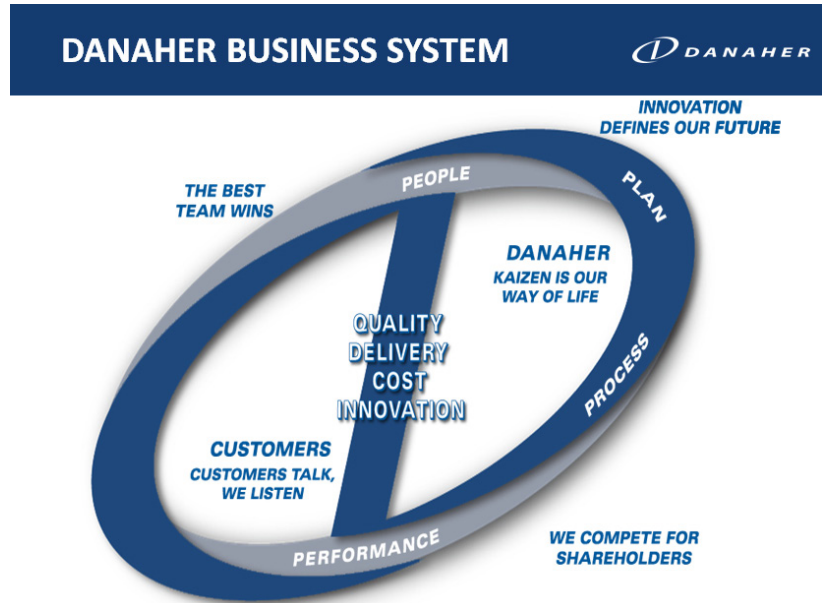 DANAHER BUSINESS SYSTEM
DANAHER
INNOVATION
DEFINES OUR FUTURE
THE BEST
TEAM WINS
PEOPLE
PLAN
DANAHER
KAIZEN IS OUR
WAY OF LIFE
QUALITY
DELIVERY
COST
INNOVATION
PROCESS
CUSTOMERS
CUSTOMERS TALK,
WE LISTEN
PERFORMANCE
WE COMPETE FOR
SHAREHOLDERS